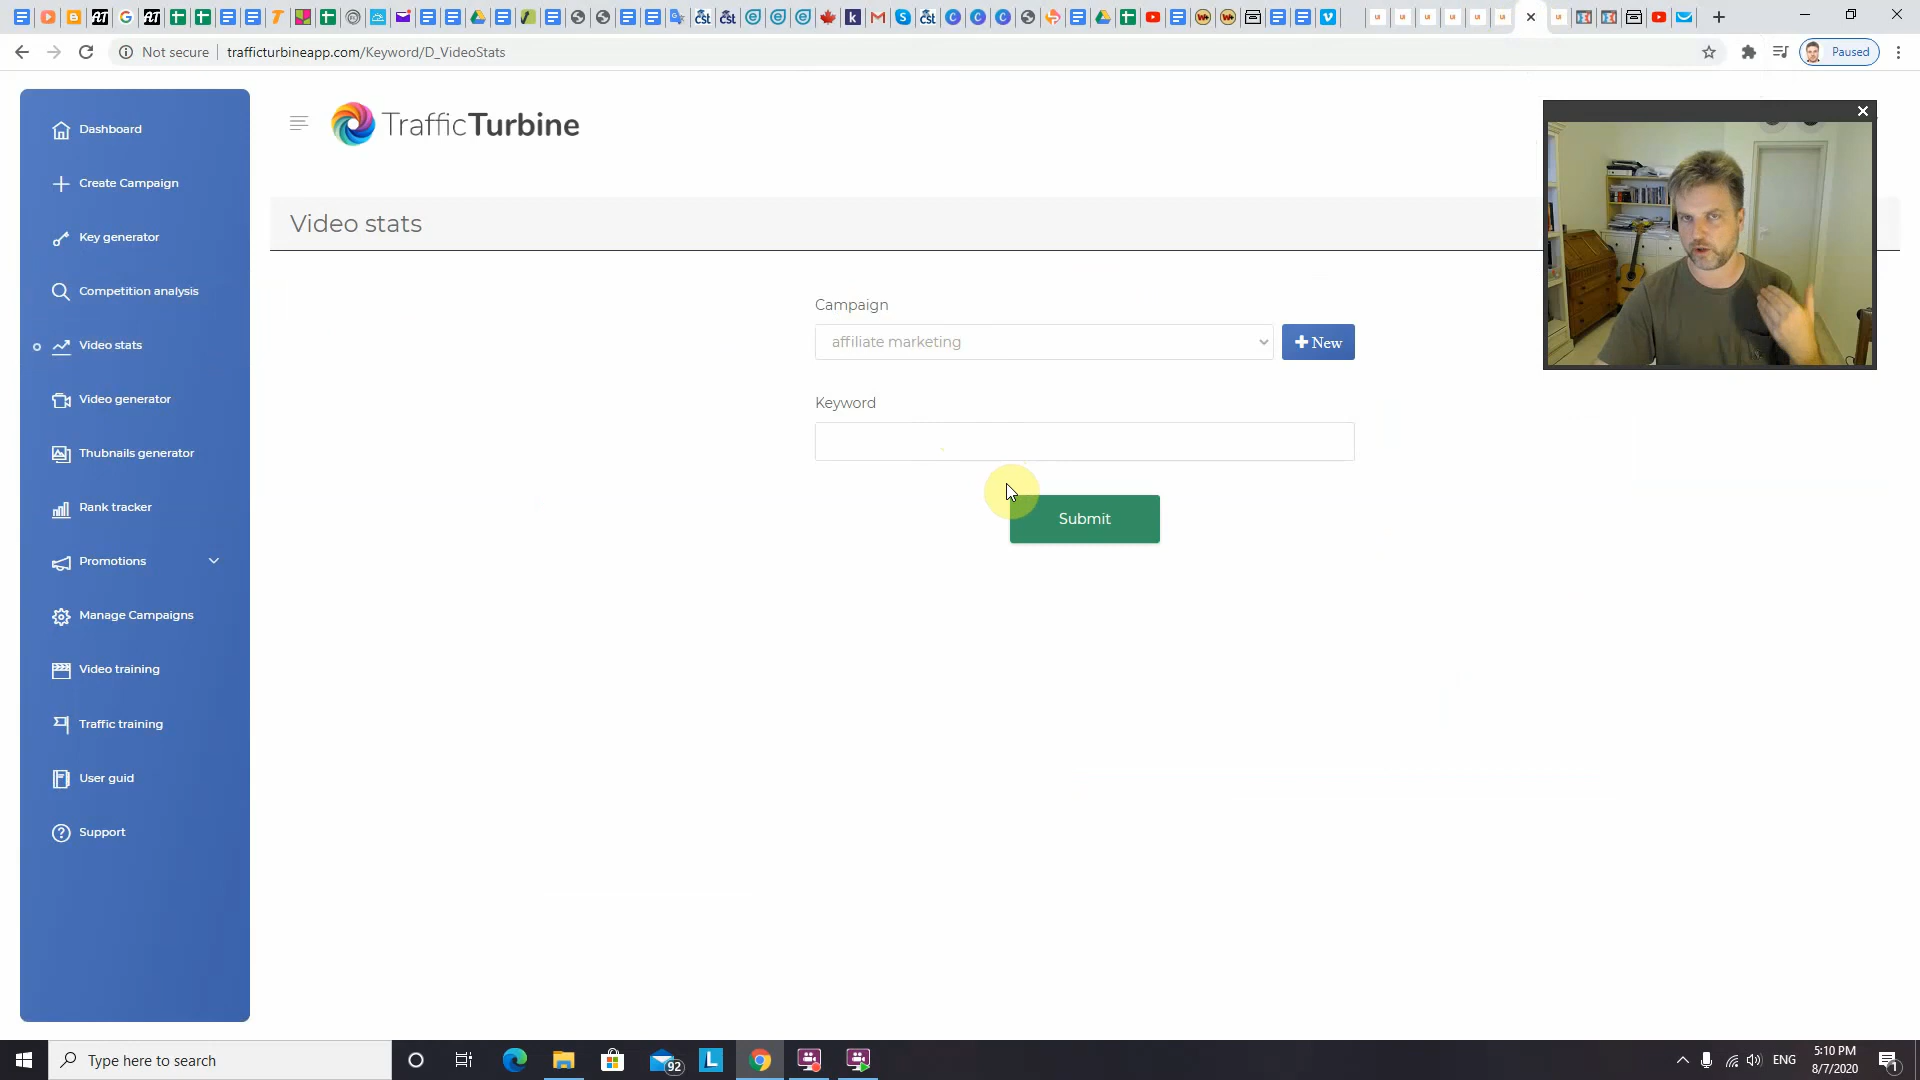 Not secure
trafficturbineapp.com/Keyword/D_VideoStats
Paused
Dashboard
Create Campaign
Key generator
Competition analysis
Video stats
Video generator
Thubnails generator
Rank tracker
Promotions
Manage Campaigns
Video training
Traffic training
User guid
Support
TrafficTurbine
Video stats
Campaign
affiliate marketing
New
Keyword
Submit
Type here to search
92
L
ENG
5:10 PM
8/7/2020
1